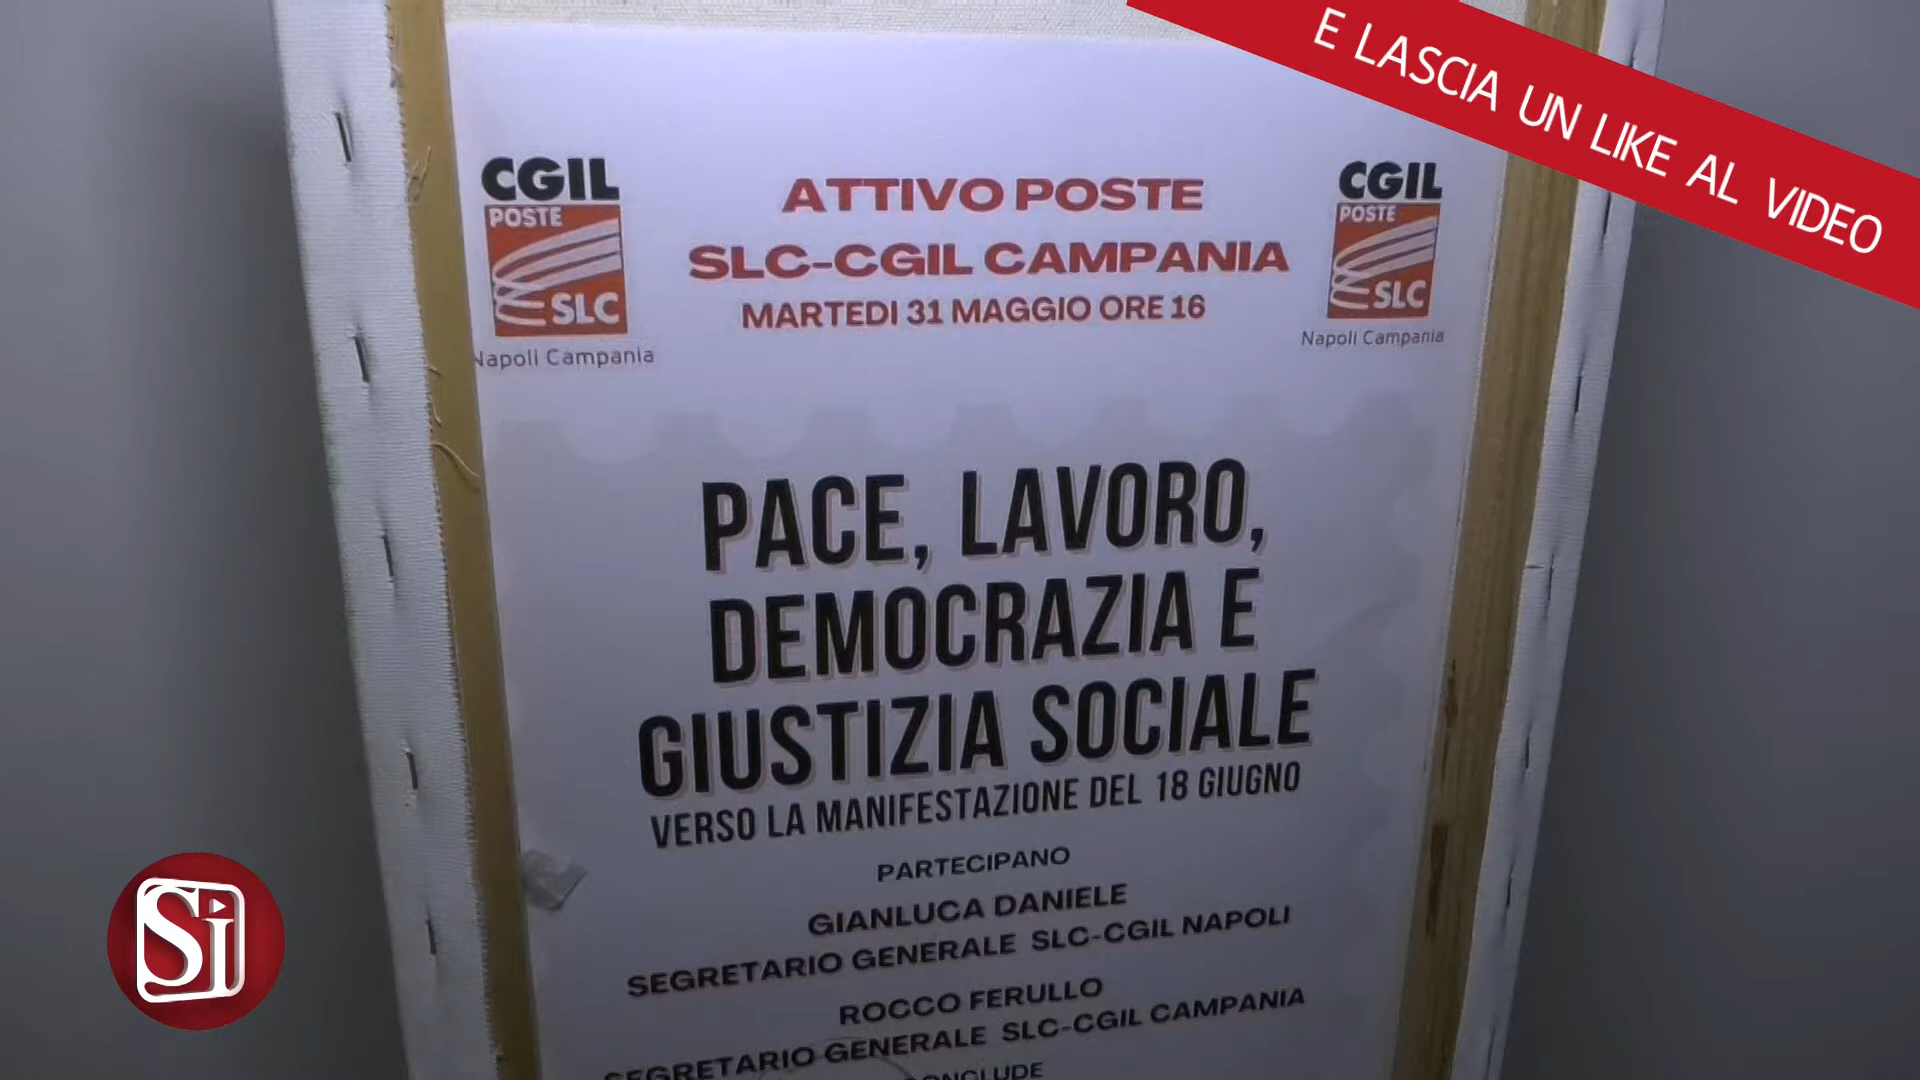 E LASCIA UN LIKE AL VIDEO
CGIL
POSTE
SLC
Napoli Campania
ATTIVO POSTE
SLC-CGIL CAMPANIA
MARTEDI 31 MAGGIO ORE 16
CGIL
POSTE
SLC
Napoli Campania
PACE, LAVORO,
DEMOCRAZIA E
GIUSTIZIA SOCIALE
VERSO LA MANIFESTAZIONE DEL 18 GIUGNO
PARTECIPANO
GIANLUCA DANIELE
SEGRETARIO GENERALE SLC-CGIL NAPOLI
ROCCO FERULLO
SEGRETARIO GENERALE SLC-CGIL CAMPANIA
CONCLUDE
Si